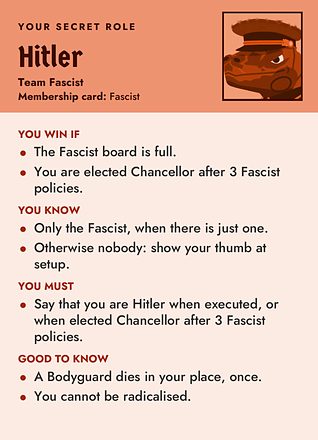 YOUR SECRET ROLE
Hitler
Team Fascist
Membership card: Fascist
YOU WIN IF
• The Fascist board is full.
• You are elected Chancellor after 3 Fascist
policies.
YOU KNOW
• Only the Fascist, when there is just one.
• Otherwise nobody: show your thumb at
setup.
YOU MUST
• Say that you are Hitler when executed, or
when elected Chancellor after 3 Fascist
policies.
GOOD TO KNOW
• A Bodyguard dies in your place, once.
• You cannot be radicalised.